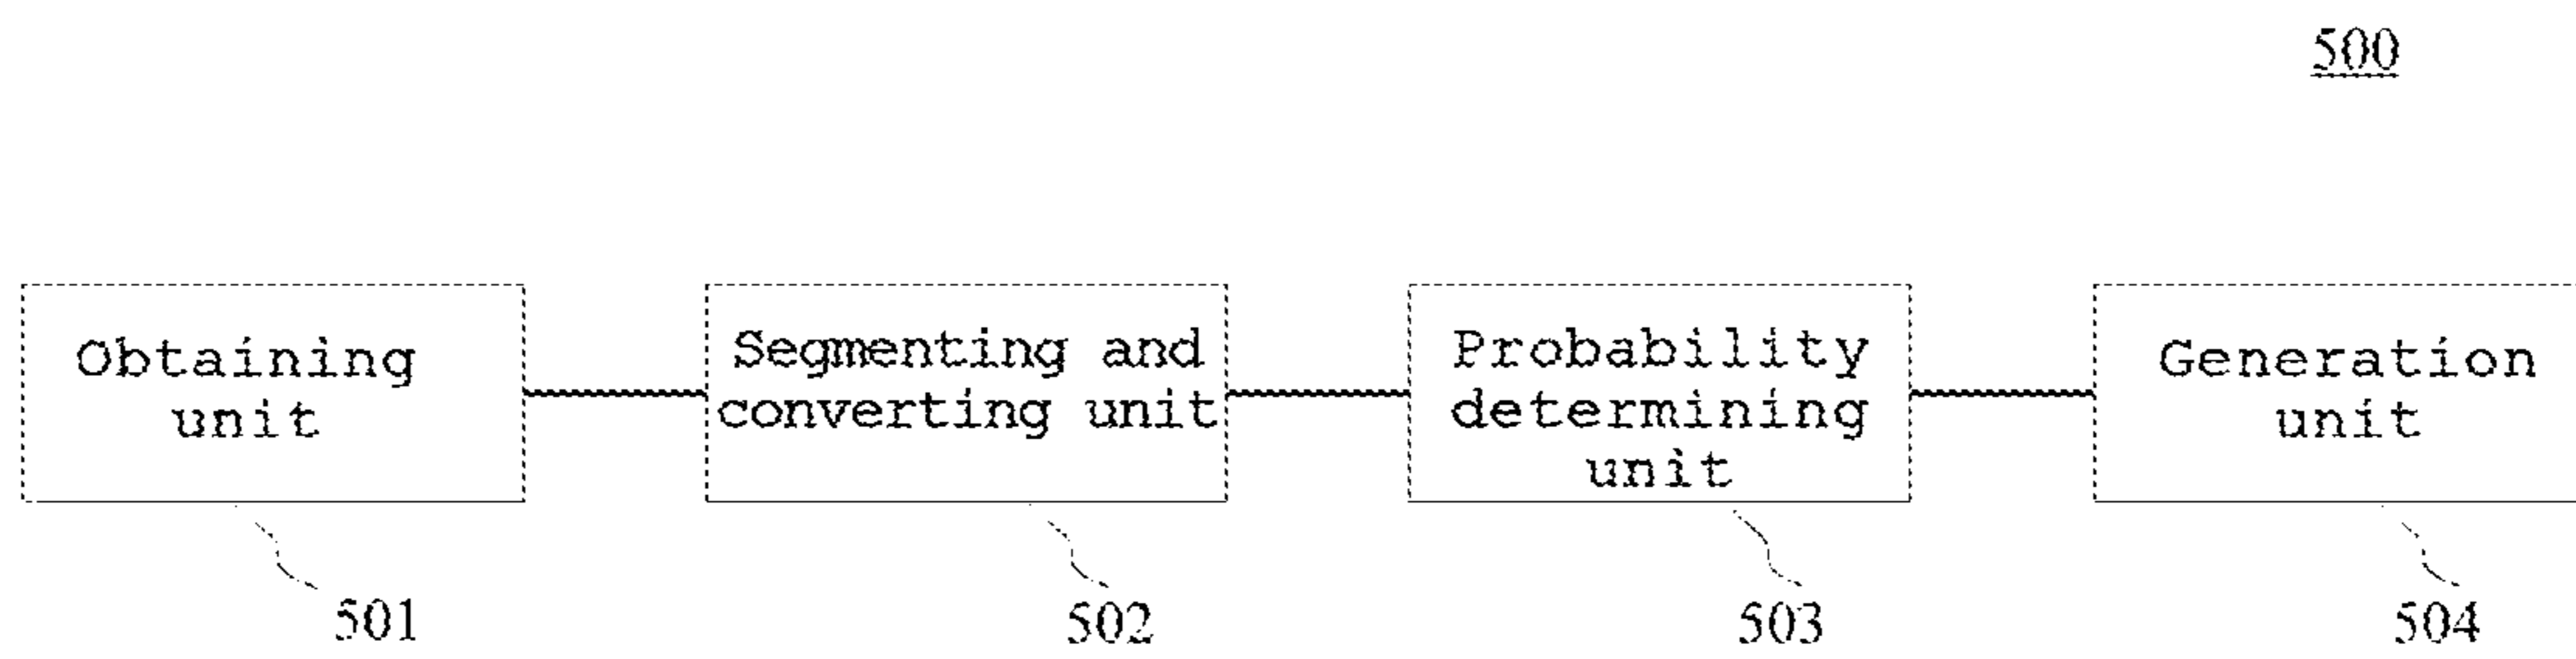 500
Obtaining
unit
Segmenting and
converting unit
Probability
determining
unit
Generation
unit
501
502
503
504